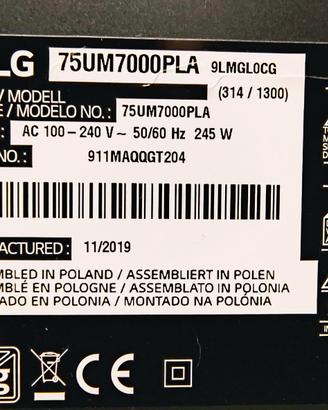 LG 75UM7000PLA 9LMGL0CG
/ MODELL (314 / 1300)
/ MODELO NO.: 75UM7000PLA
: AC 100-240 V ~ 50/60 Hz 245 W
NO.: 911MAQQGT204
ACTURED : 11/2019
MBLED IN POLAND / ASSEMBLIERT IN POLEN
MBLÉ EN POLOGNE / ASSEMBLATO IN POLONIA
ADO EN POLONIA / MONTADO NA POLÓNIA
CE